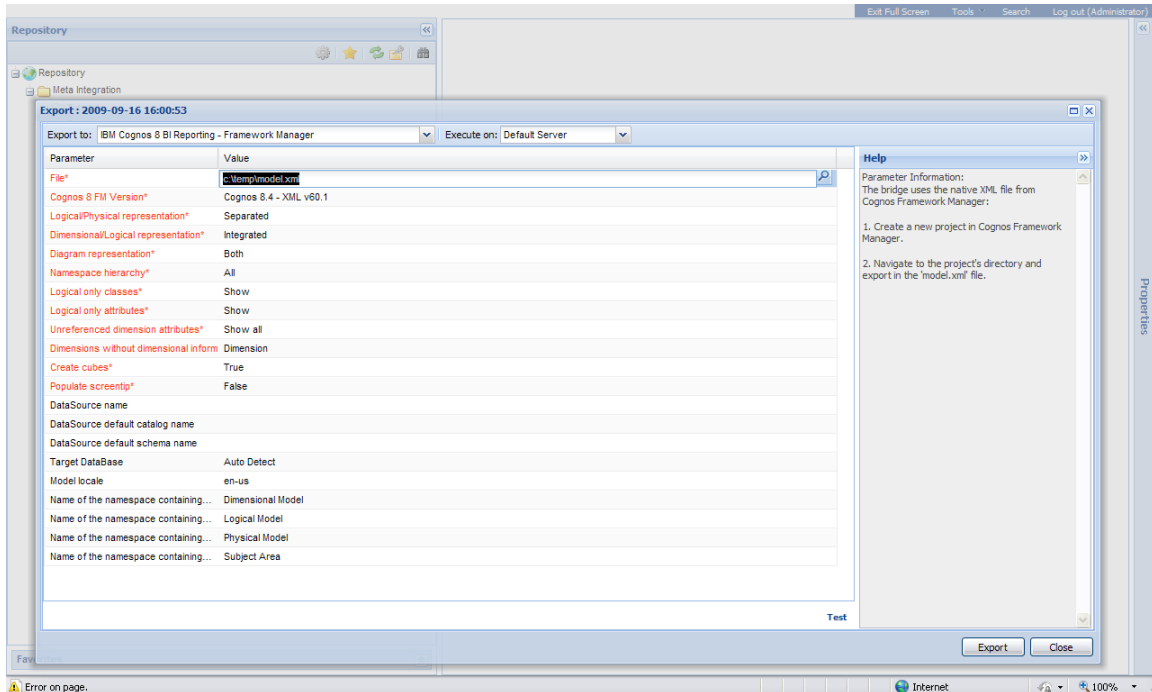 Exit Full Screen Tools Search Log out (Administrator)
Repository
Repository
Meta Integration
Export : 2009-09-16 16:00:53
Export to: IBM Cognos 8 BI Reporting - Framework Manager Execute on: Default Server
Parameter Value
File* c:\temp\model.xml
Cognos 8 FM Version* Cognos 8.4 - XML v60.1
Logical/Physical representation* Separated
Dimensional/Logical representation* Integrated
Diagram representation* Both
Namespace hierarchy* All
Logical only classes* Show
Logical only attributes* Show
Unreferenced dimension attributes* Show all
Dimensions without dimensional inform Dimension
Create cubes* True
Populate screentip* False
DataSource name
DataSource default catalog name
DataSource default schema name
Target DataBase Auto Detect
Model locale en-us
Name of the namespace containing... Dimensional Model
Name of the namespace containing... Logical Model
Name of the namespace containing... Physical Model
Name of the namespace containing... Subject Area
Test
Help
Parameter Information:
The bridge uses the native XML file from
Cognos Framework Manager:
1. Create a new project in Cognos Framework
Manager.
2. Navigate to the project's directory and
export in the 'model.xml' file.
Properties
Export Close
Fav
Error on page. Internet 100%